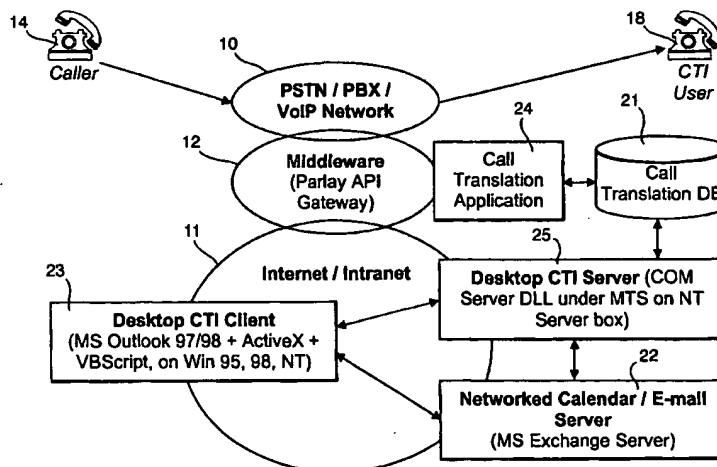 14
Caller
10
PSTN / PBX /
VoIP Network
18
CTI
User
12
Middleware
(Parlay API
Gateway)
24
Call
Translation
Application
21
Call
Translation DB
11
Internet / Intranet
25
Desktop CTI Server (COM
Server DLL under MTS on NT
Server box)
23
Desktop CTI Client
(MS Outlook 97/98 + ActiveX +
VBScript, on Win 95, 98, NT)
22
Networked Calendar / E-mail
Server
(MS Exchange Server)